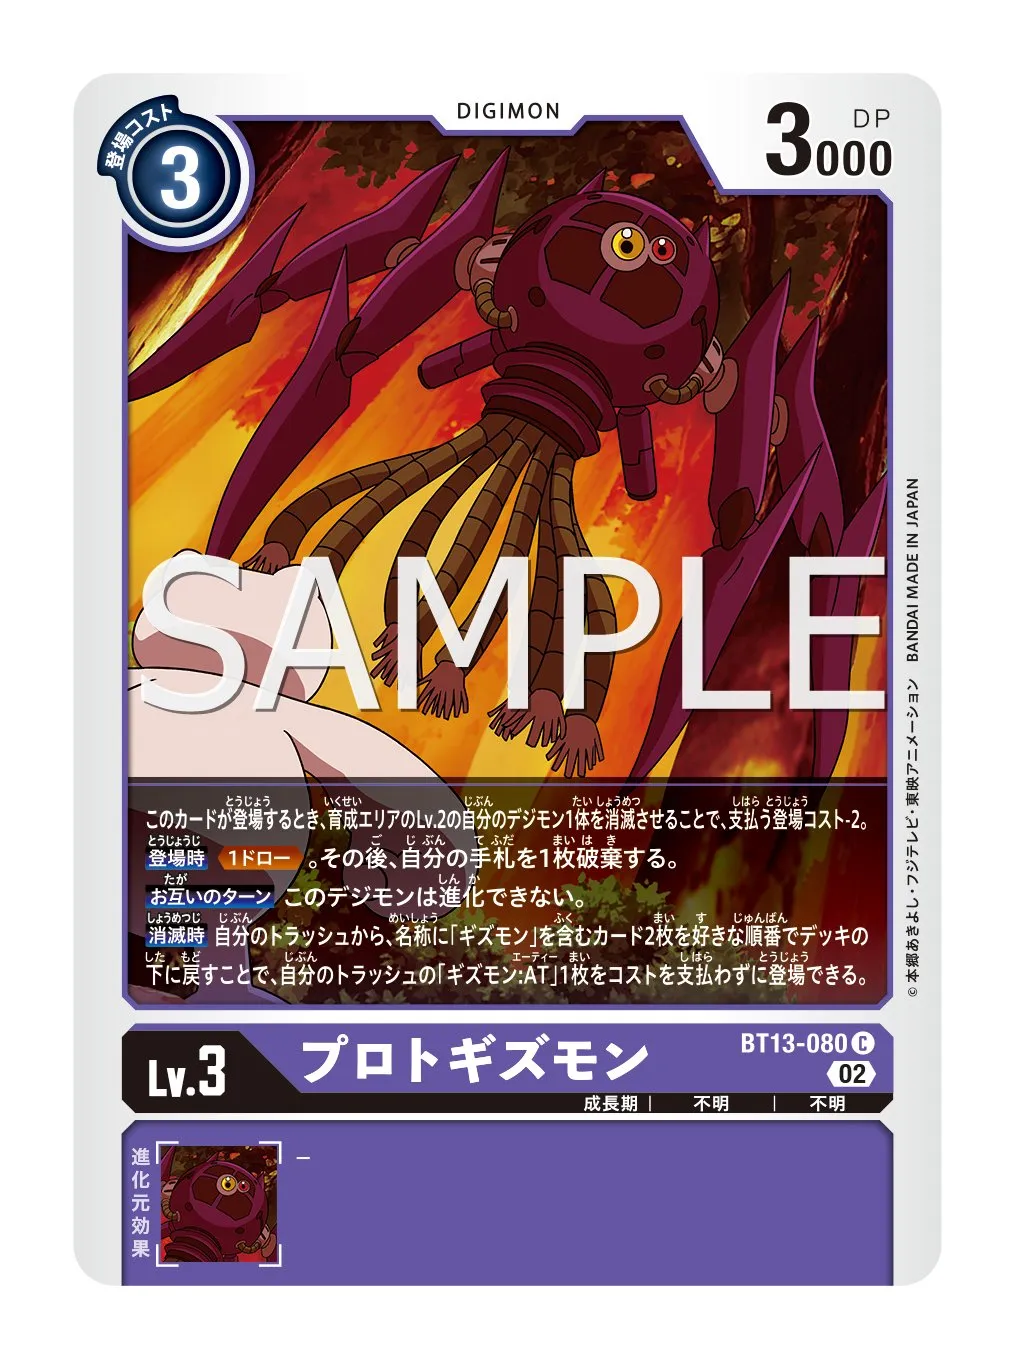 DIGIMON
登場コスト
3
3000
DP
SAMPLE
このカードが登場するとき、育成エリアのLv.2の自分のデジモン1体を消滅させることで、支払う登場コスト-2。
登場時 1ドロー 。その後、自分の手札を1枚破棄する。
お互いのターン このデジモンは進化できない。
消滅時 自分のトラッシュから、名称に「ギズモン」を含むカード2枚を好きな順番でデッキの
下に戻すことで、自分のトラッシュの「ギズモン:AT」1枚をコストを支払わずに登場できる。
©本郷あきよし・フジテレビ・東映アニメーション BANDAI MADE IN JAPAN
Lv.3
プロトギズモン
BT13-080 C
02
成長期 | 不明 | 不明
進化元効果
–